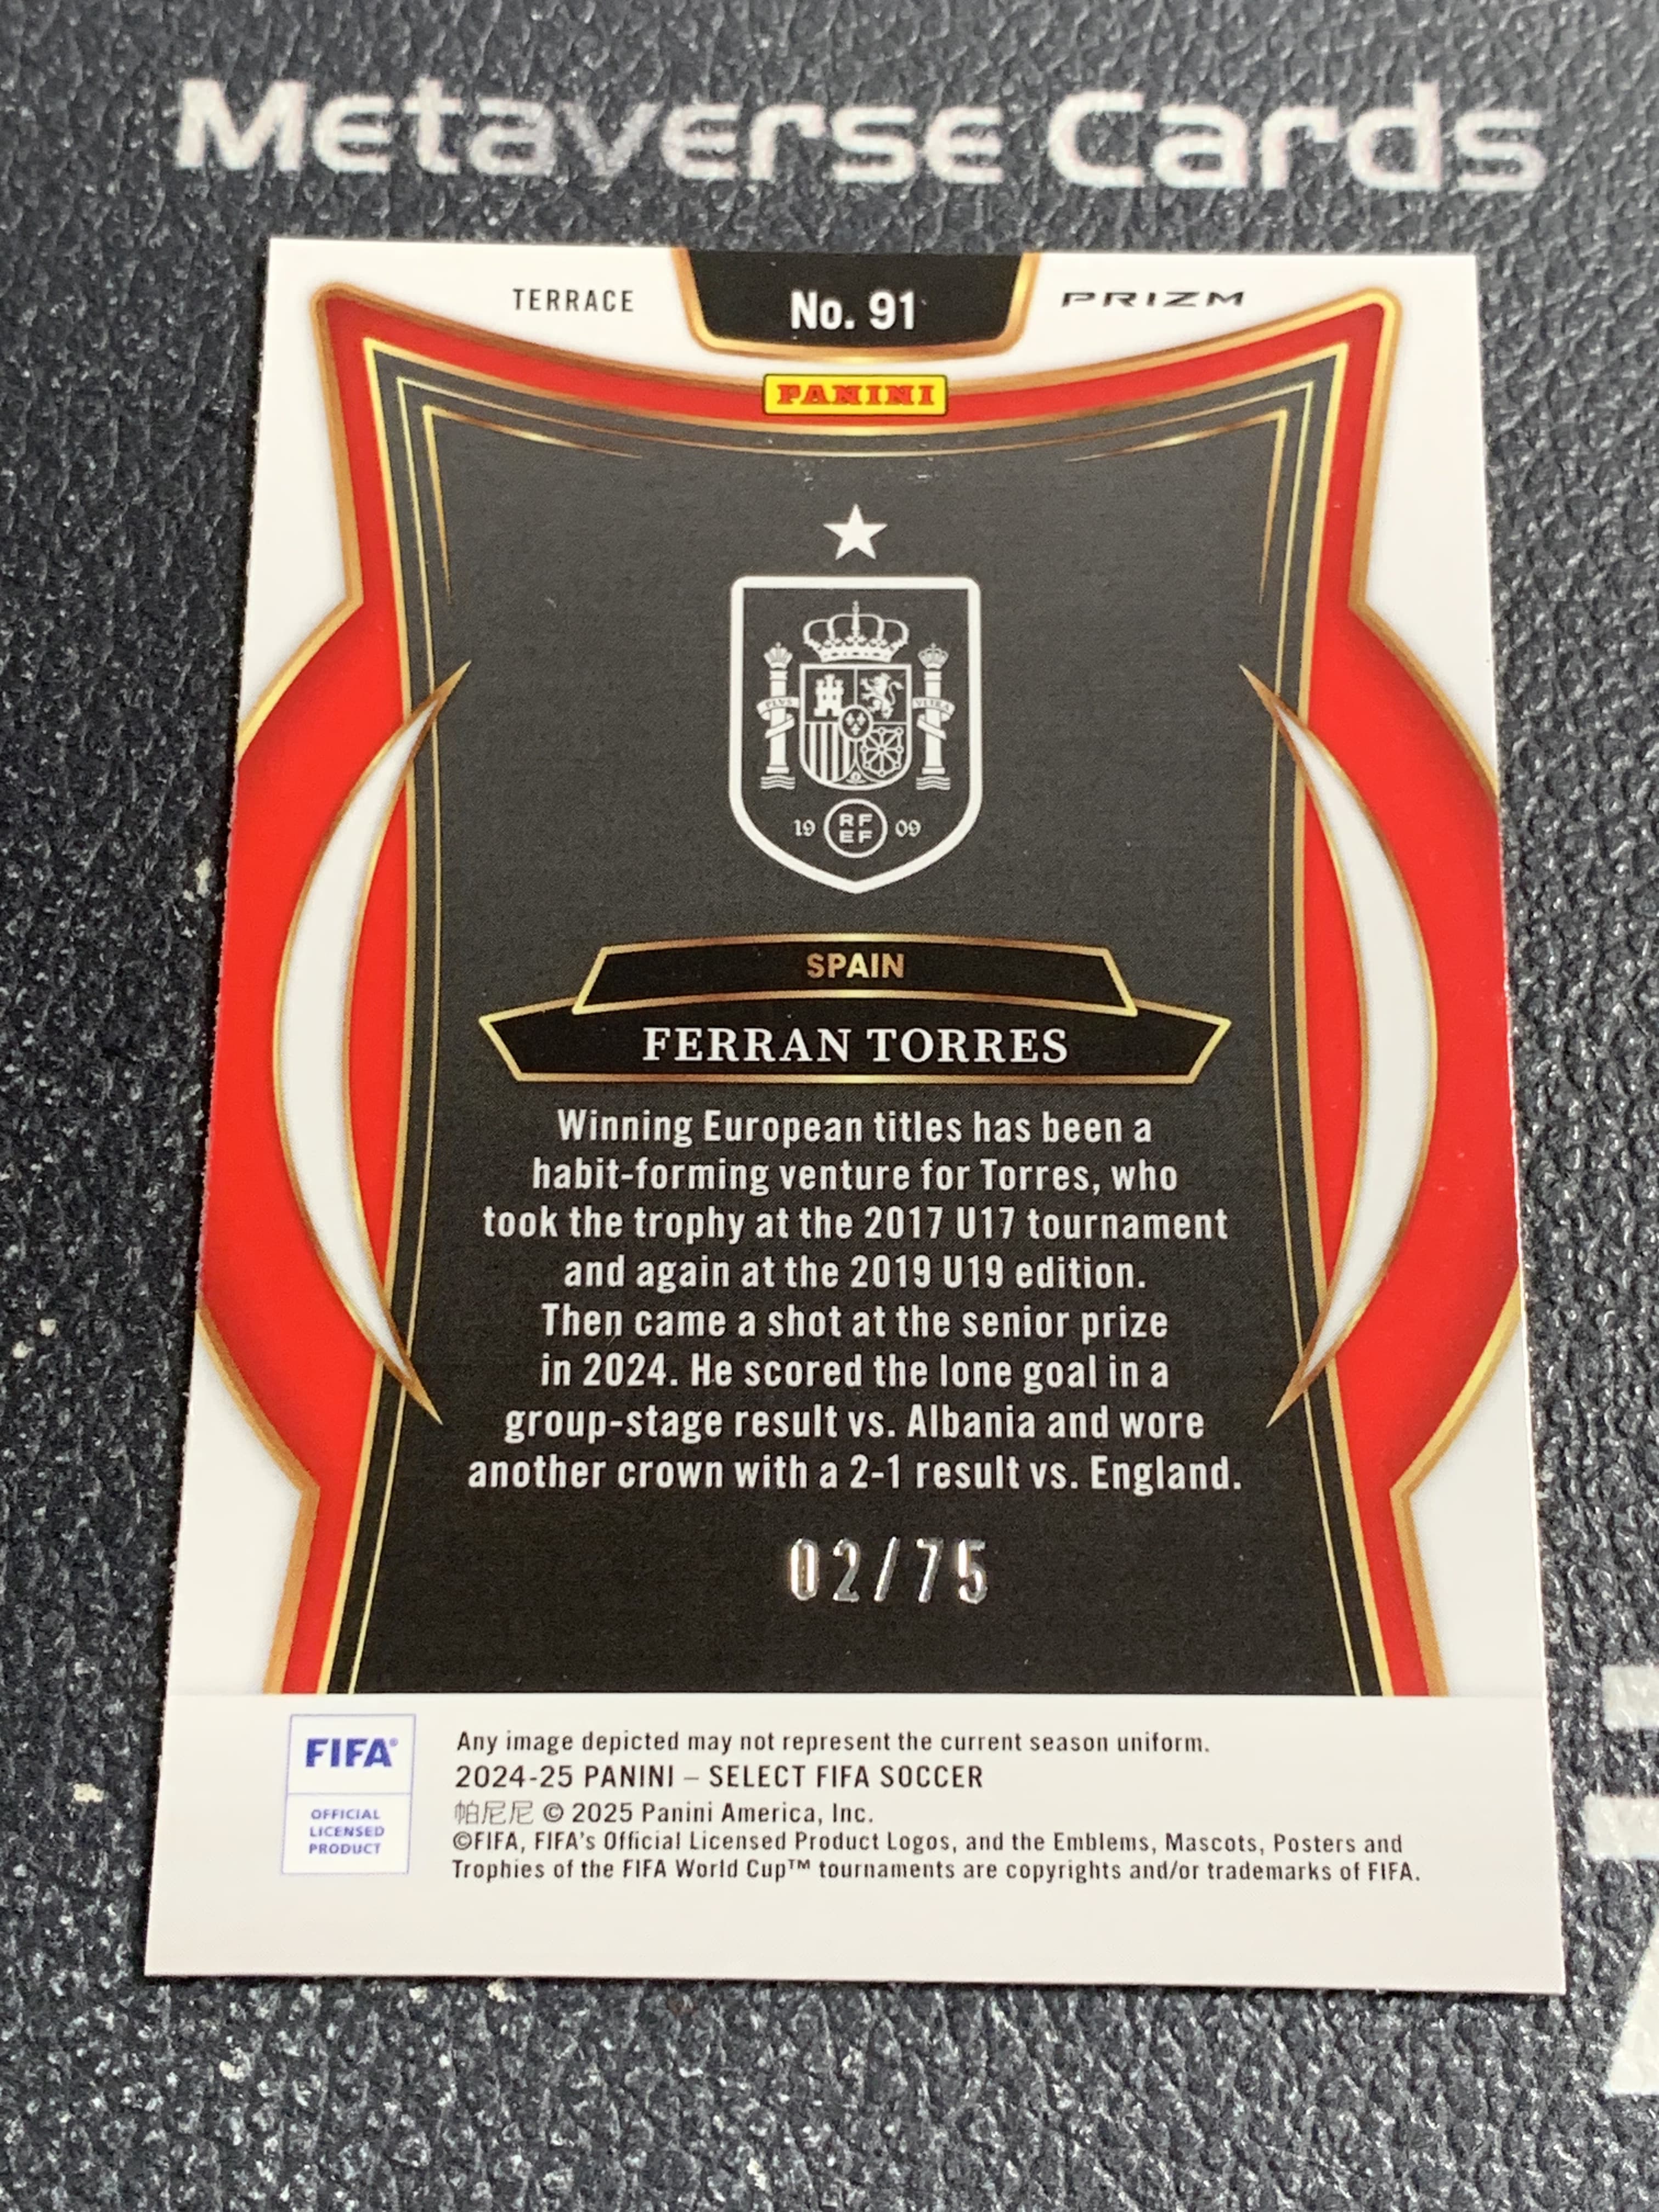 Metaverse Cards
TERRACE
No. 91
PRIZM
PANINI
PLVS
VLTRA
19 RF EF 09
SPAIN
FERRAN TORRES
Winning European titles has been a
habit-forming venture for Torres, who
took the trophy at the 2017 U17 tournament
and again at the 2019 U19 edition.
Then came a shot at the senior prize
in 2024. He scored the lone goal in a
group-stage result vs. Albania and wore
another crown with a 2-1 result vs. England.
02/75
FIFA®
OFFICIAL
LICENSED
PRODUCT
Any image depicted may not represent the current season uniform.
2024-25 PANINI – SELECT FIFA SOCCER
帕尼尼 © 2025 Panini America, Inc.
©FIFA, FIFA's Official Licensed Product Logos, and the Emblems, Mascots, Posters and
Trophies of the FIFA World Cup™ tournaments are copyrights and/or trademarks of FIFA.